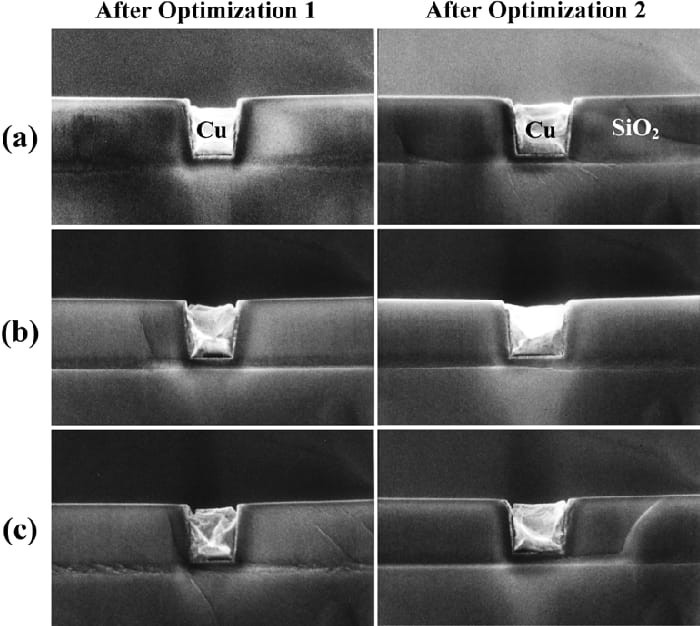 After Optimization 1 After Optimization 2
(a)
Cu
Cu
SiO₂
(b)
(c)